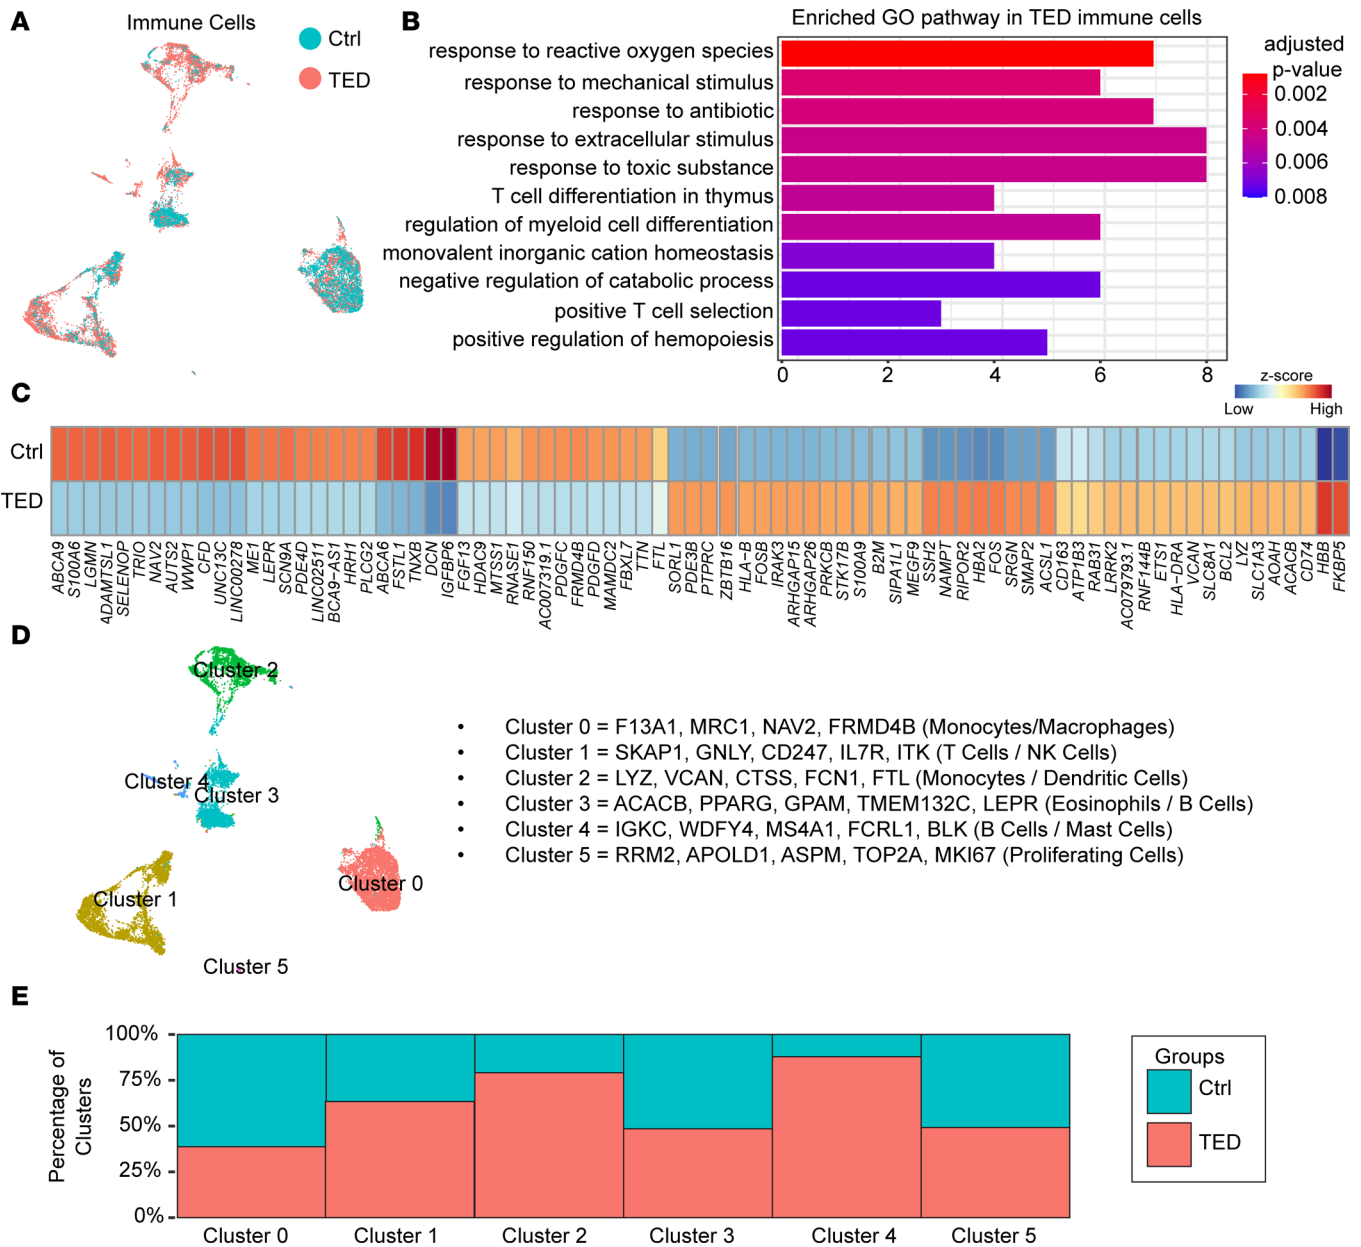 A
Immune Cells
Ctrl
TED
B
Enriched GO pathway in TED immune cells
response to reactive oxygen species
response to mechanical stimulus
response to antibiotic
response to extracellular stimulus
response to toxic substance
T cell differentiation in thymus
regulation of myeloid cell differentiation
monovalent inorganic cation homeostasis
negative regulation of catabolic process
positive T cell selection
positive regulation of hemopoiesis
0 2 4 6 8
adjusted
p-value
0.002
0.004
0.006
0.008
C
z-score
Low High
Ctrl
TED
ABCA9 S100A6 LGMN ADAMTSL1 SELENOP TRIO NAV2 AUTS2 WWP1 CFD UNC13C LINC00278 ME1 LEPR SCN9A PDE4D LINC02511 BCA9-AS1 HRH1 PLCG2 ABCA6 FSTL1 TNXB DCN IGFBP6 FGF13 HDAC9 MTSS1 RNASE1 RNF150 AC007319.1 PDGFC FRMD4B PDGFD MAMDC2 FBXL7 TTN FTL SORL1 PDE3B PTPRC ZBTB16 HLA-B FOSB IRAK3 ARHGAP15 ARHGAP26 PRKCB STK17B S100A9 B2M SIPA1L1 MEGF9 SSH2 NAMPT RIPOR2 HBA2 FOS SRGN SMAP2 ACSL1 CD163 ATP1B3 RAB31 LRRK2 AC079793.1 RNF144B ETS1 HLA-DRA VCAN SLC8A1 BCL2 LYZ SLC1A3 AOAH ACACB CD74 HBB FKBP5
D
Cluster 2
Cluster 4
Cluster 3
Cluster 0
Cluster 1
Cluster 5
• Cluster 0 = F13A1, MRC1, NAV2, FRMD4B (Monocytes/Macrophages)
• Cluster 1 = SKAP1, GNLY, CD247, IL7R, ITK (T Cells / NK Cells)
• Cluster 2 = LYZ, VCAN, CTSS, FCN1, FTL (Monocytes / Dendritic Cells)
• Cluster 3 = ACACB, PPARG, GPAM, TMEM132C, LEPR (Eosinophils / B Cells)
• Cluster 4 = IGKC, WDFY4, MS4A1, FCRL1, BLK (B Cells / Mast Cells)
• Cluster 5 = RRM2, APOLD1, ASPM, TOP2A, MKI67 (Proliferating Cells)
E
Percentage of
Clusters
100%
75%
50%
25%
0%
Cluster 0 Cluster 1 Cluster 2 Cluster 3 Cluster 4 Cluster 5
Groups
Ctrl
TED